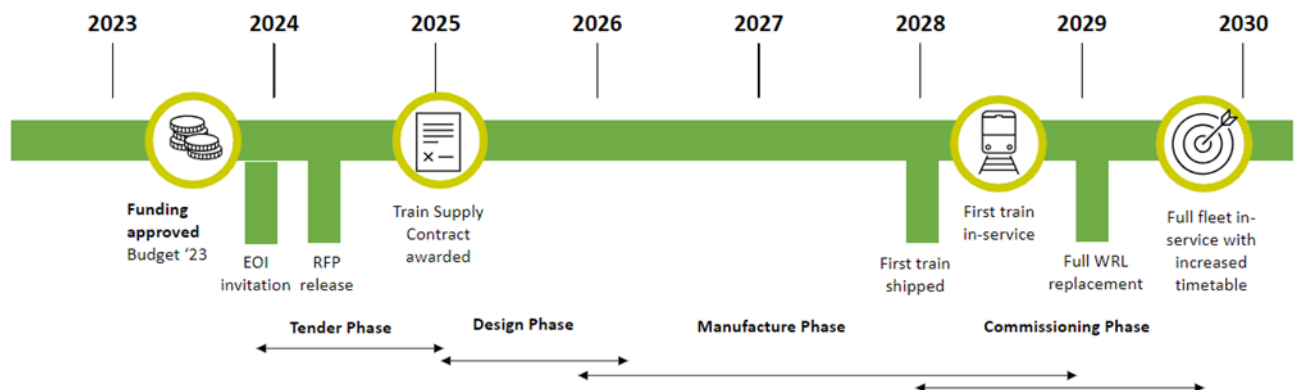 2023 2024 2025 2026 2027 2028 2029 2030
Funding
approved
Budget ‘23
EOI
invitation
RFP
release
Train Supply
Contract
awarded
First train
shipped
First train
in-service
Full WRL
replacement
Full fleet in-
service with
increased
timetable
Tender Phase
Design Phase
Manufacture Phase
Commissioning Phase